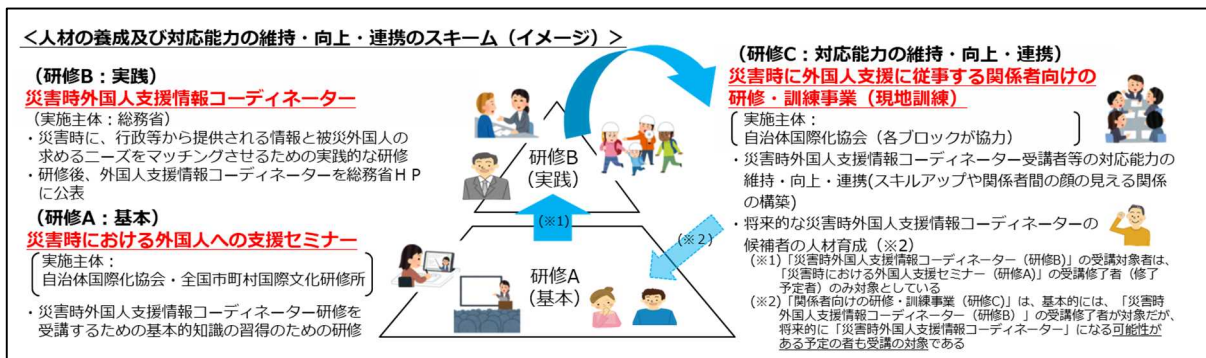 ＜人材の養成及び対応能力の維持・向上・連携のスキーム（イメージ）＞
（研修B：実践）
災害時外国人支援情報コーディネーター
（実施主体：総務省）
・災害時に、行政等から提供される情報と被災外国人の
求めるニーズをマッチングさせるための実践的な研修
・研修後、外国人支援情報コーディネーターを総務省ＨＰ
に公表
（研修A：基本）
災害時における外国人への支援セミナー
実施主体：
自治体国際化協会・全国市町村国際文化研修所
・災害時外国人支援情報コーディネーター研修を
受講するための基本的知識の習得のための研修
研修B
（実践）
（※1）
（※２）
研修A
（基本）
（研修C：対応能力の維持・向上・連携）
災害時に外国人支援に従事する関係者向けの
研修・訓練事業（現地訓練）
実施主体：
自治体国際化協会（各ブロックが協力）
・災害時外国人支援情報コーディネーター受講者等の対応能力の
維持・向上・連携(スキルアップや関係者間の顔の見える関係
の構築)
・将来的な災害時外国人支援情報コーディネーターの
候補者の人材育成（※2）
（※1）「災害時外国人支援情報コーディネーター（研修B）」の受講対象者は、
「災害時における外国人支援セミナー（研修A）」の受講修了者（修了
予定者）のみ対象としている
（※２）「関係者向けの研修・訓練事業（研修C）」は、基本的には、「災害時
外国人支援情報コーディネーター（研修B）」の受講修了者が対象だが、
将来的に「災害時外国人支援情報コーディネーター」になる可能性が
ある予定の者も受講の対象である